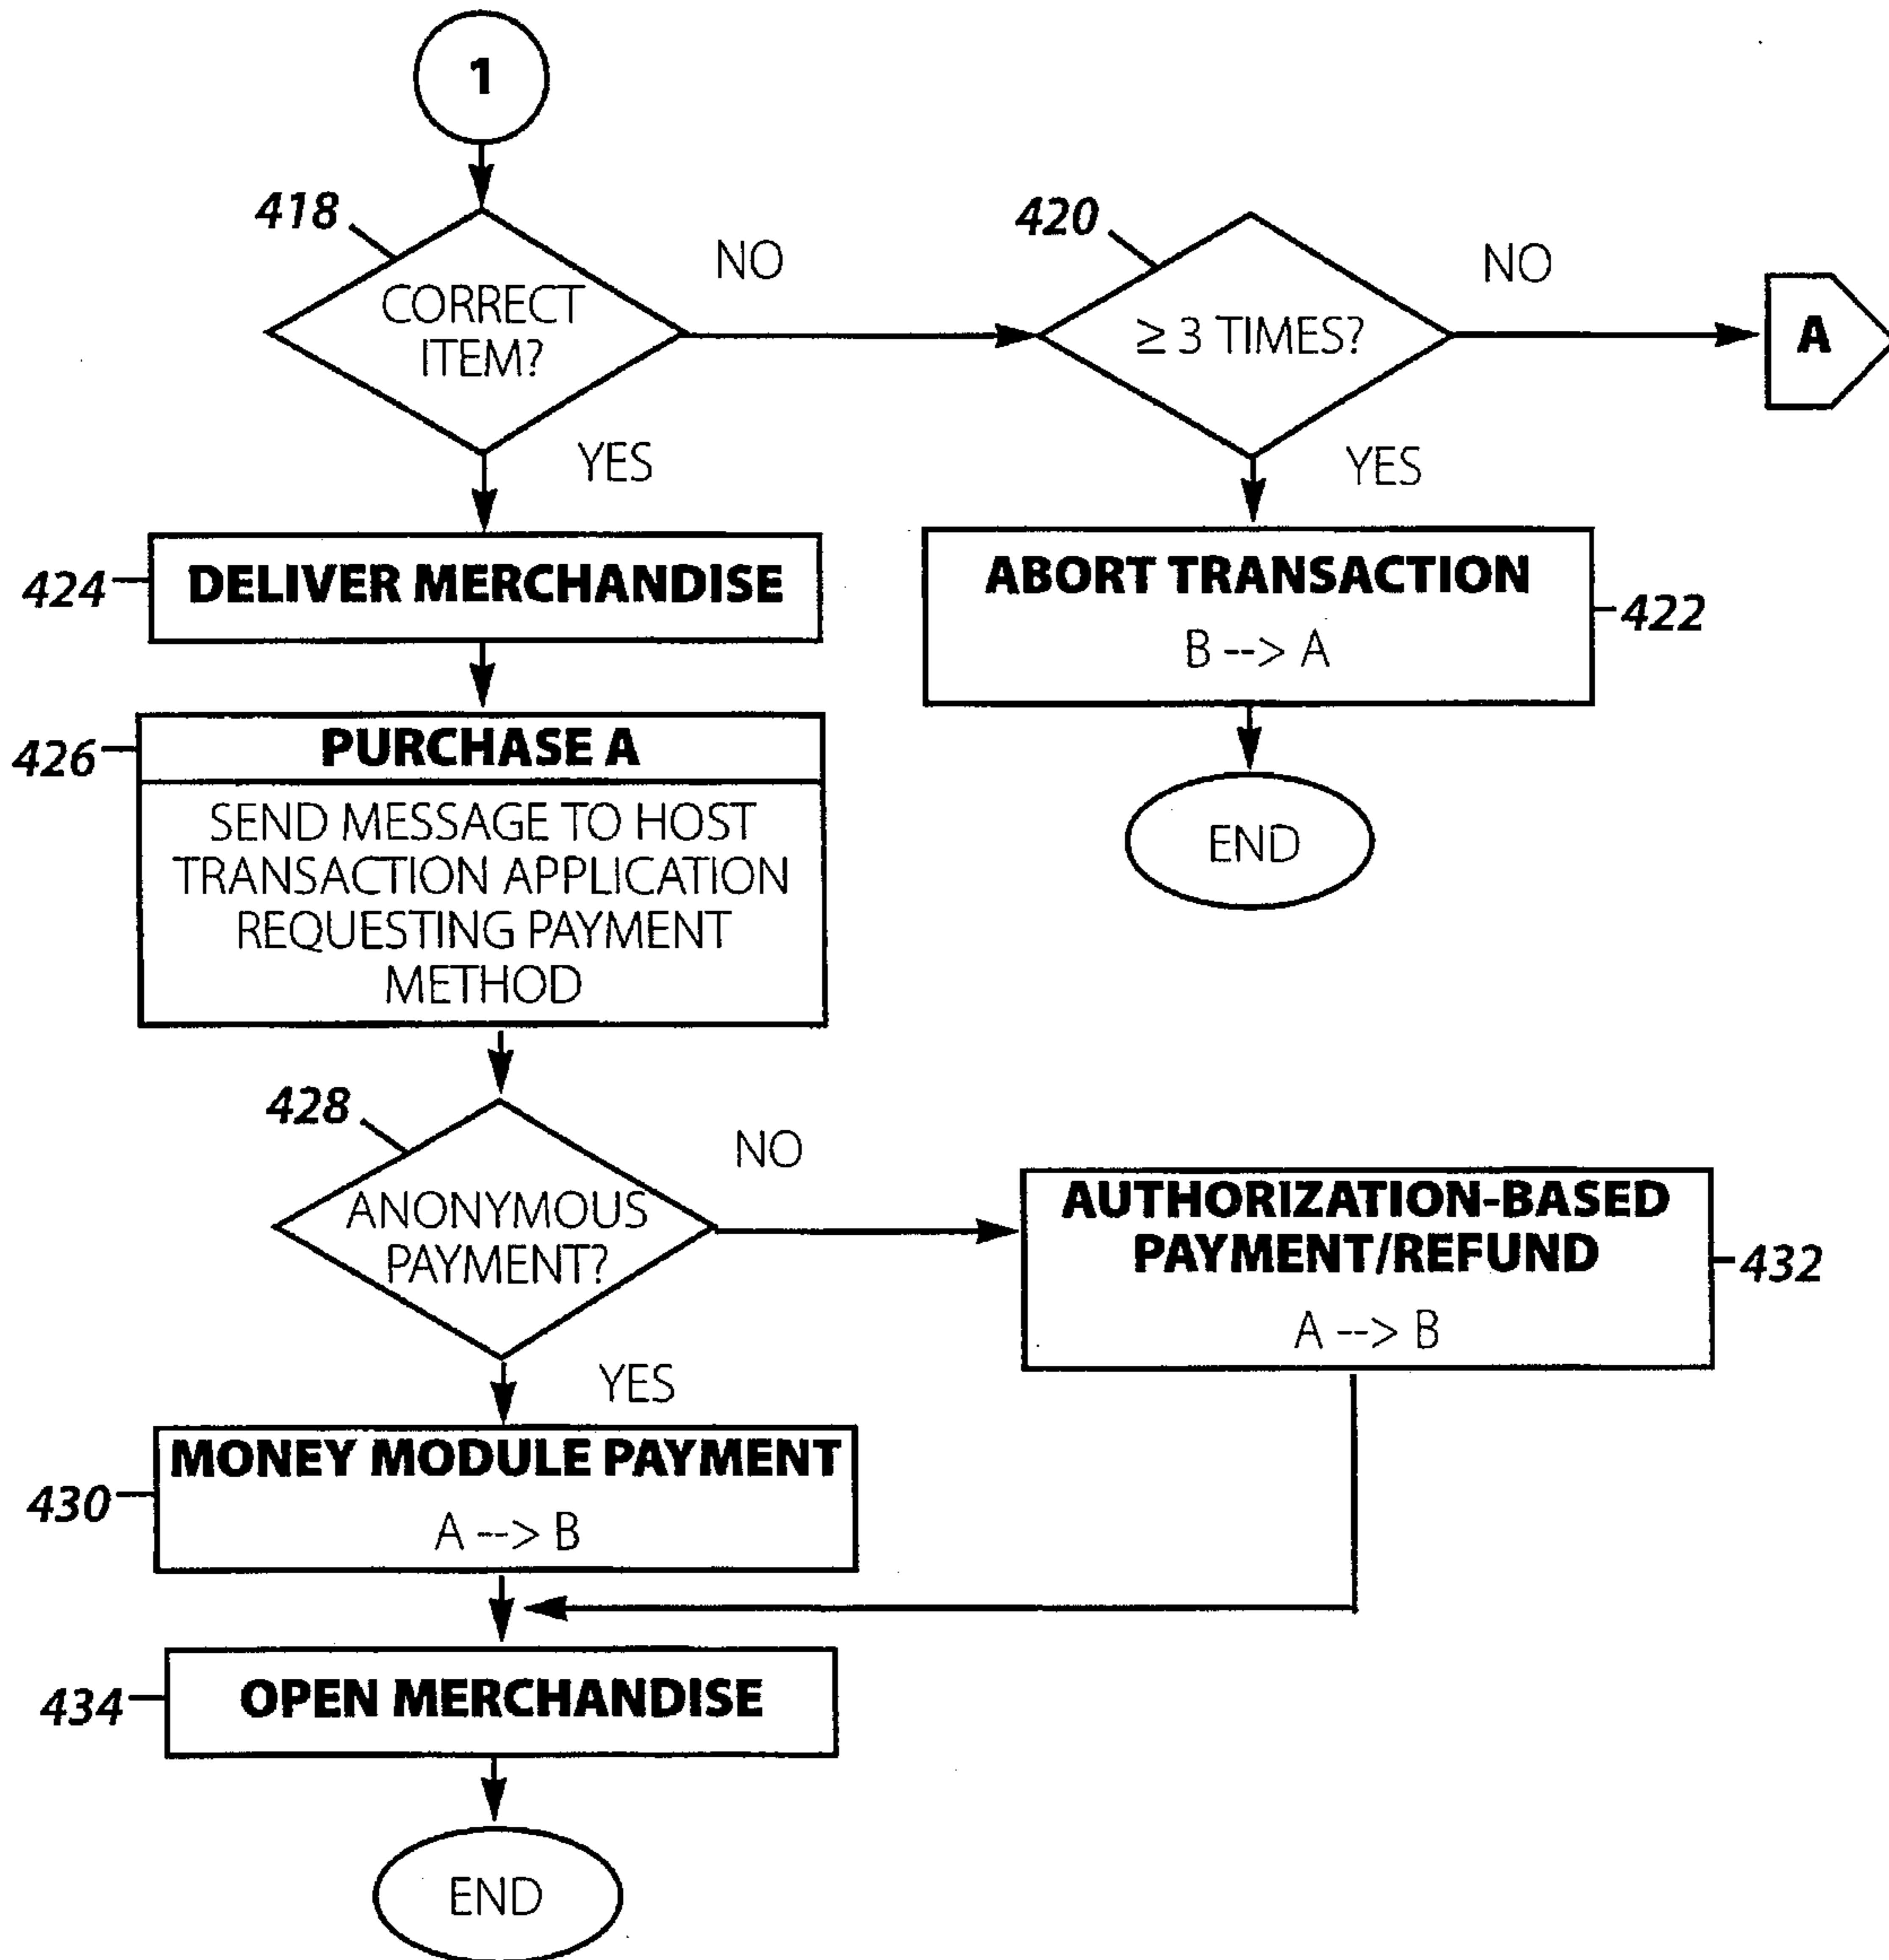 1
418
CORRECT
ITEM?
NO
420
≥ 3 TIMES?
NO
A
YES
YES
424
DELIVER MERCHANDISE
ABORT TRANSACTION
B --> A
422
426
PURCHASE A
SEND MESSAGE TO HOST
TRANSACTION APPLICATION
REQUESTING PAYMENT
METHOD
END
428
ANONYMOUS
PAYMENT?
NO
AUTHORIZATION-BASED
PAYMENT/REFUND
A --> B
432
YES
430
MONEY MODULE PAYMENT
A --> B
434
OPEN MERCHANDISE
END